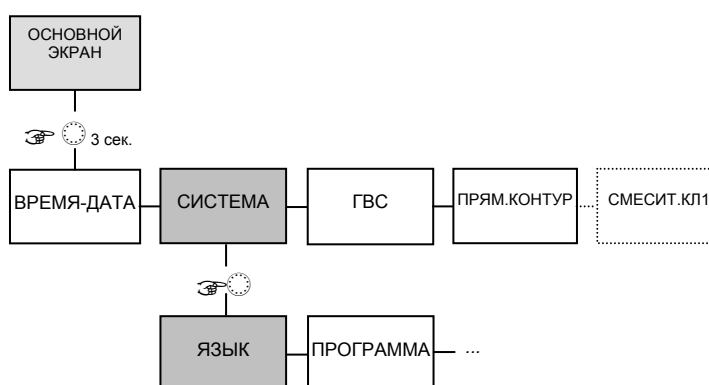 ОСНОВНОЙ
ЭКРАН
3 сек.
ВРЕМЯ-ДАТА
СИСТЕМА
ГВС
ПРЯМ.КОНТУР
СМЕСИТ.КЛ1
ЯЗЫК
ПРОГРАММА
...